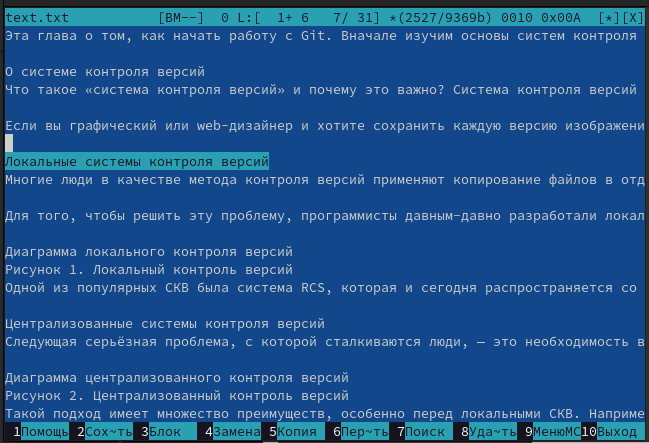 text.txt [BM--] 0 L:[ 1+ 6 7/ 31] *(2527/9369b) 0010 0x00A [*][X]
Эта глава о том, как начать работу с Git. Вначале изучим основы систем контроля
О системе контроля версий
Что такое «система контроля версий» и почему это важно? Система контроля версий
Если вы графический или web-дизайнер и хотите сохранить каждую версию изображени
Локальные системы контроля версий
Многие люди в качестве метода контроля версий применяют копирование файлов в отд
Для того, чтобы решить эту проблему, программисты давным-давно разработали локал
Диаграмма локального контроля версий
Рисунок 1. Локальный контроль версий
Одной из популярных СКВ была система RCS, которая и сегодня распространяется со
Централизованные системы контроля версий
Следующая серьёзная проблема, с которой сталкиваются люди, — это необходимость в
Диаграмма централизованного контроля версий
Рисунок 2. Централизованный контроль версий
Такой подход имеет множество преимуществ, особенно перед локальными СКВ. Наприме
1Помощь 2Сох~ть 3Блок 4Замена 5Копия 6Пер~ть 7Поиск 8Уда~ть 9МенюMC 10Выход